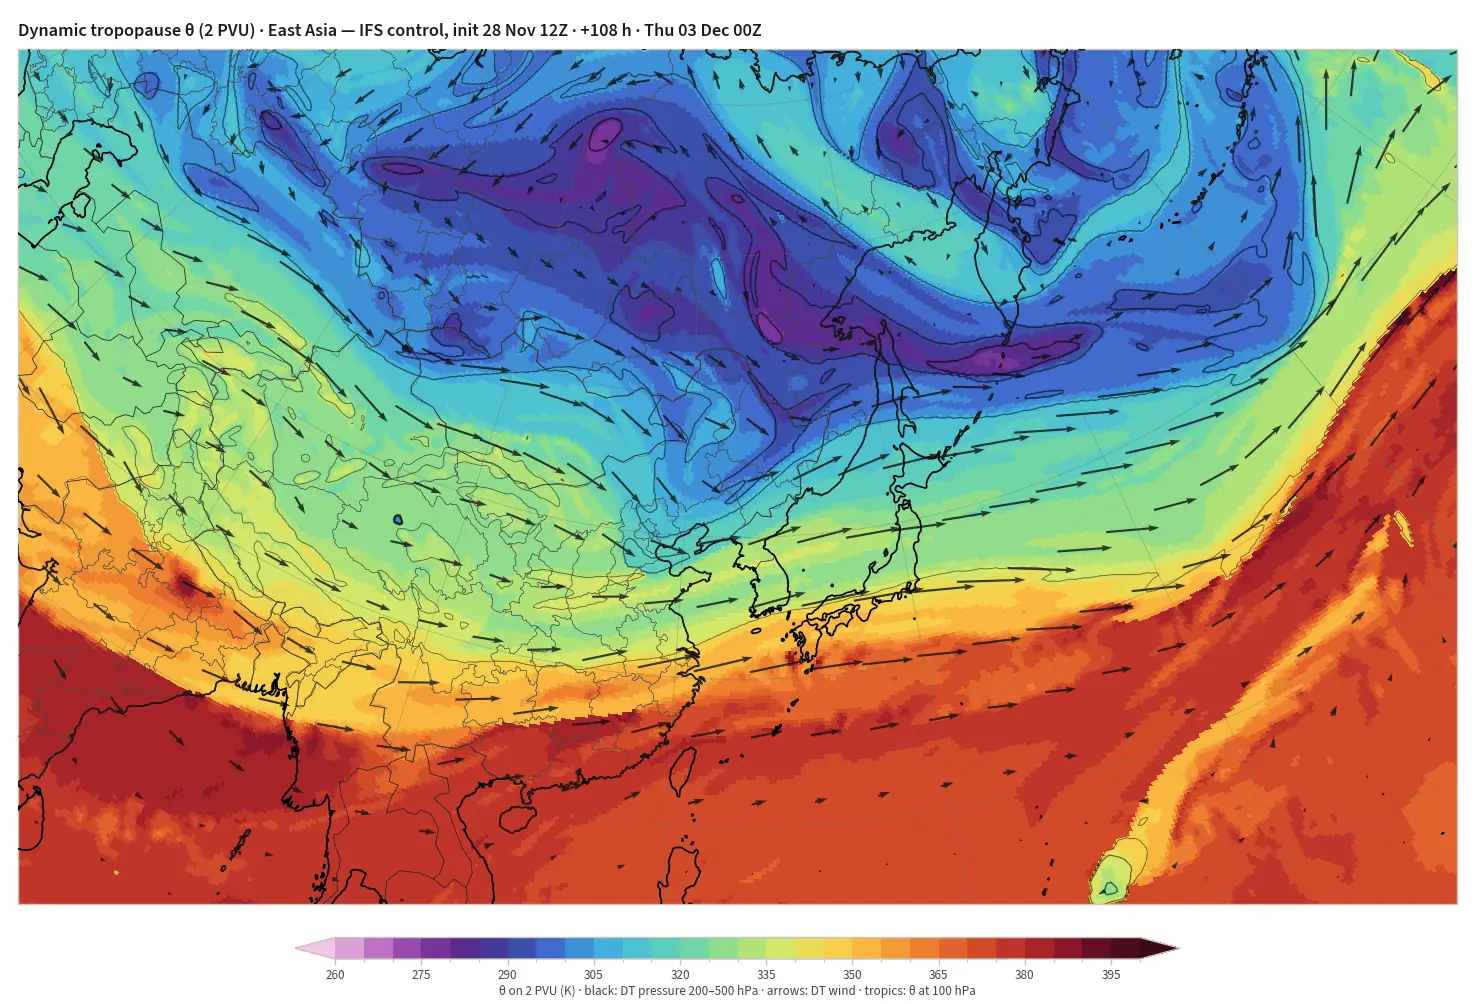 Dynamic tropopause θ (2 PVU) · East Asia — IFS control, init 28 Nov 12Z · +108 h · Thu 03 Dec 00Z
260 275 290 305 320 335 350 365 380 395
θ on 2 PVU (K) · black: DT pressure 200–500 hPa · arrows: DT wind · tropics: θ at 100 hPa